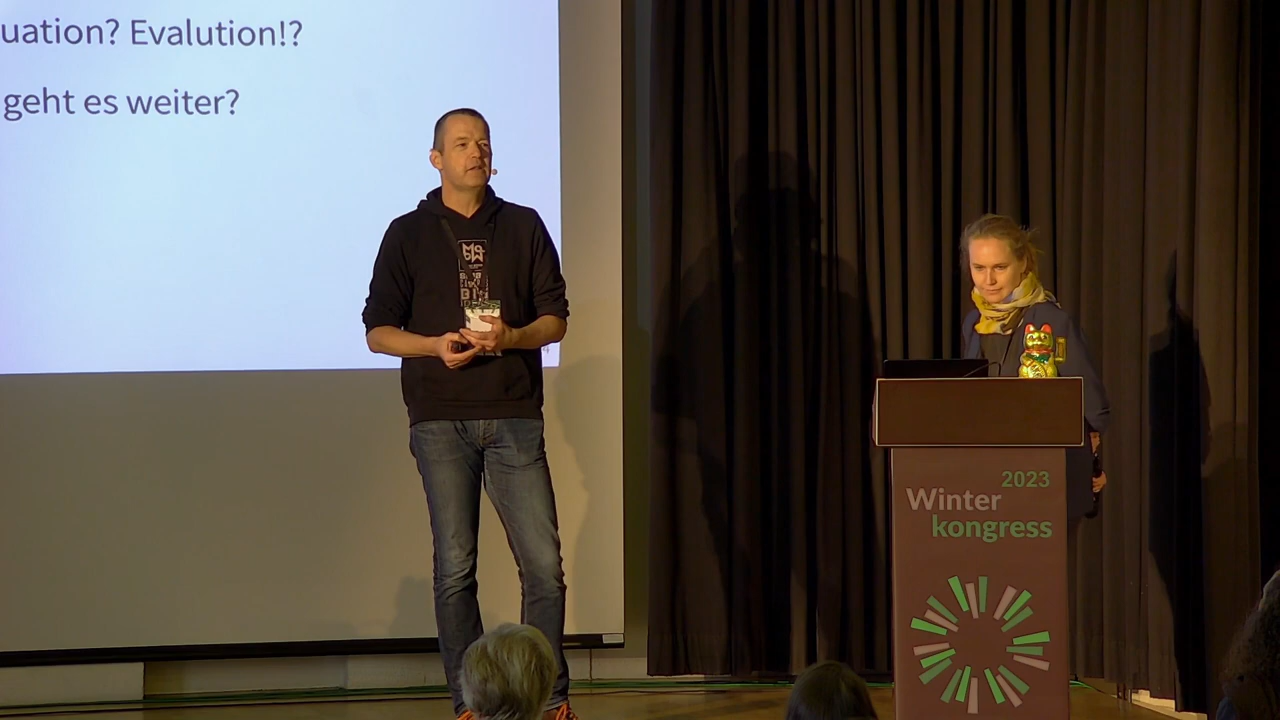 uation? Evalution!?
geht es weiter?
2023
Winter
kongress